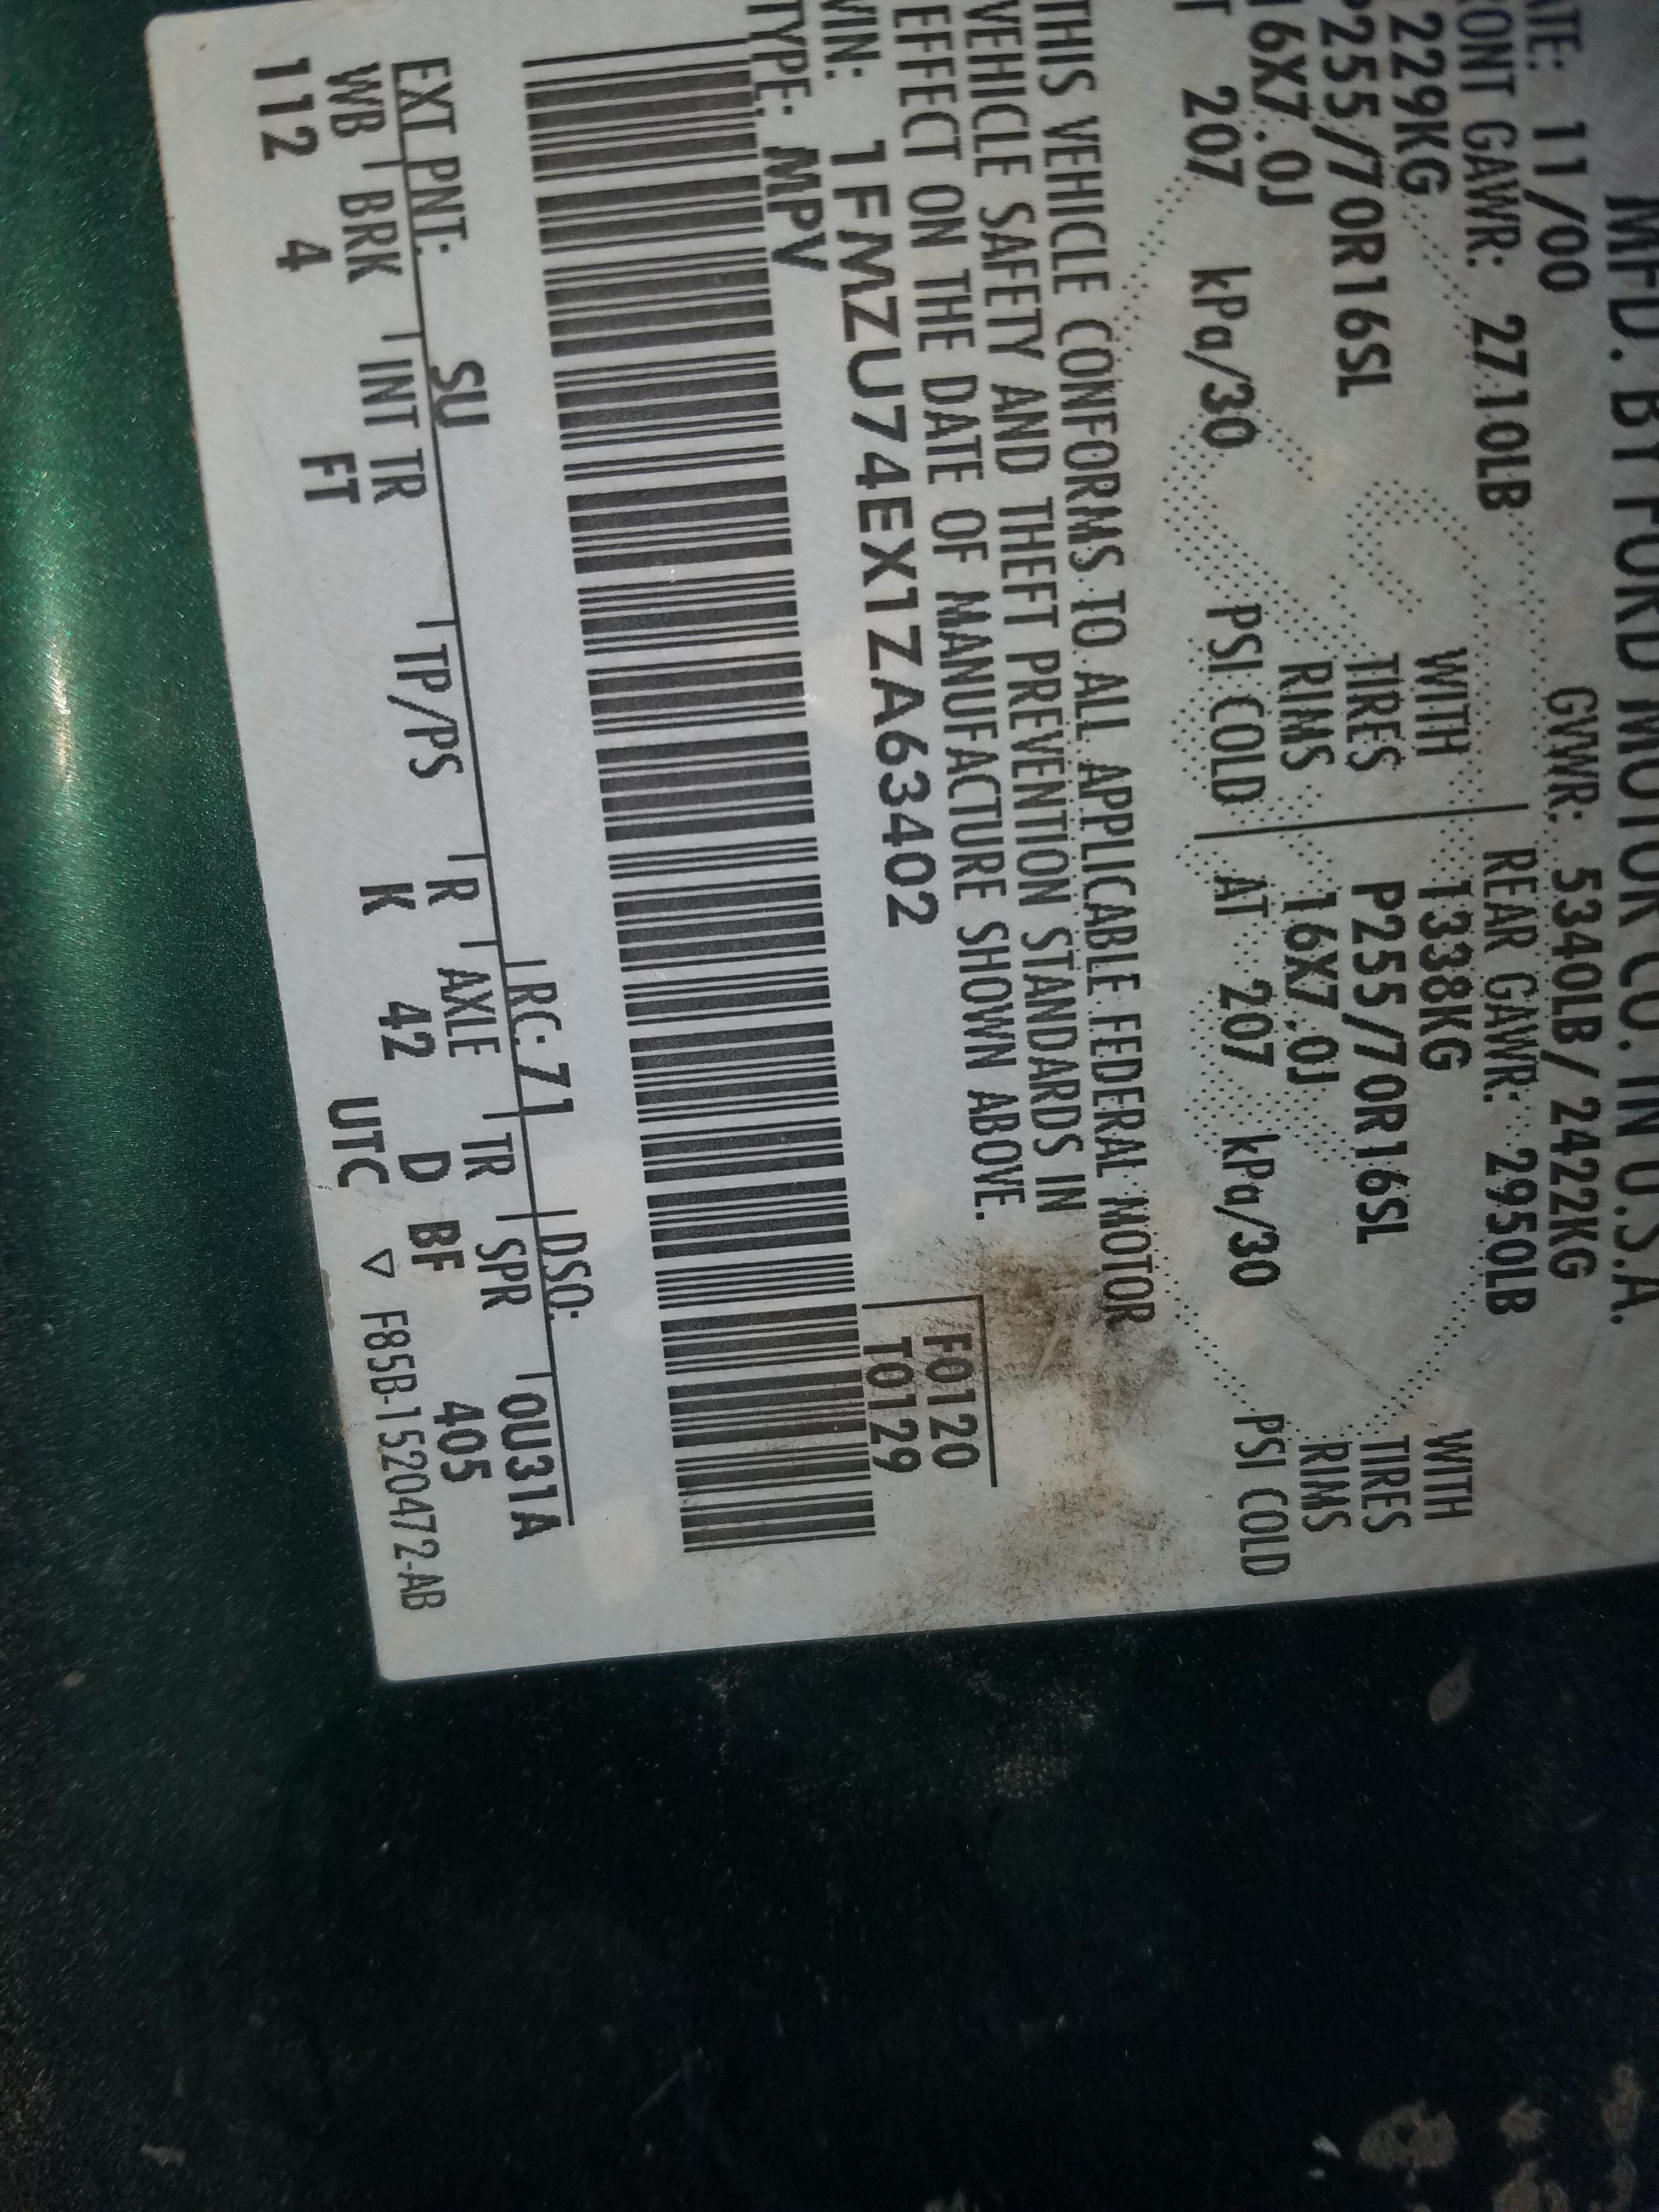 MFD. BY FORD MOTOR CO. IN U.S.A.
ATE: 11/00 GVWR: 5340LB/ 2422KG
RONT GAWR: 2710LB REAR GAWR: 2950LB
229KG WITH 1338KG WITH
P255/70R16SL TIRES P255/70R16SL TIRES
16X7.0J RIMS 16X7.0J RIMS
T 207 kPa/30 PSI COLD AT 207 kPa/30 PSI COLD
THIS VEHICLE CONFORMS TO ALL APPLICABLE FEDERAL MOTOR
VEHICLE SAFETY AND THEFT PREVENTION STANDARDS IN
EFFECT ON THE DATE OF MANUFACTURE SHOWN ABOVE.
VIN: 1FMZU74EX1ZA63402 F0120
TYPE: MPV T0129
EXT PNT: SU RC: 71 DSO:
WB BRK INT TR TP/PS R AXLE TR SPR 0U31A
112 4 FT K 42 D BF 405
UTC ▽ F85B-1520472-AB